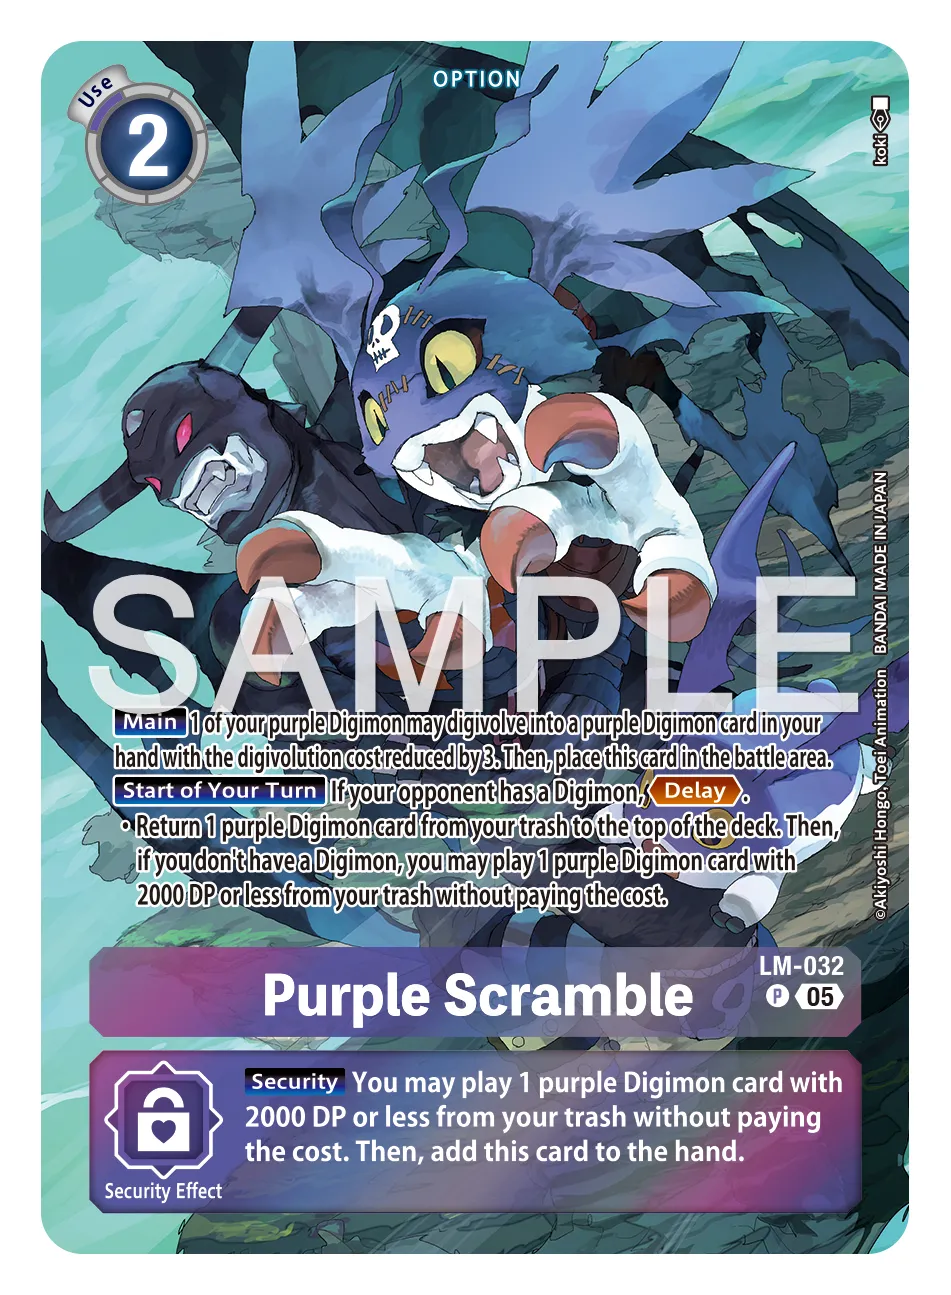 OPTION
Use
2
koki
SAMPLE
Main 1 of your purple Digimon may digivolve into a purple Digimon card in your
hand with the digivolution cost reduced by 3. Then, place this card in the battle area.
Start of Your Turn If your opponent has a Digimon, Delay.
・Return 1 purple Digimon card from your trash to the top of the deck. Then,
if you don't have a Digimon, you may play 1 purple Digimon card with
2000 DP or less from your trash without paying the cost.
©Akiyoshi Hongo, Toei Animation BANDAI MADE IN JAPAN
LM-032
Purple Scramble
P 05
Security You may play 1 purple Digimon card with
2000 DP or less from your trash without paying
the cost. Then, add this card to the hand.
Security Effect